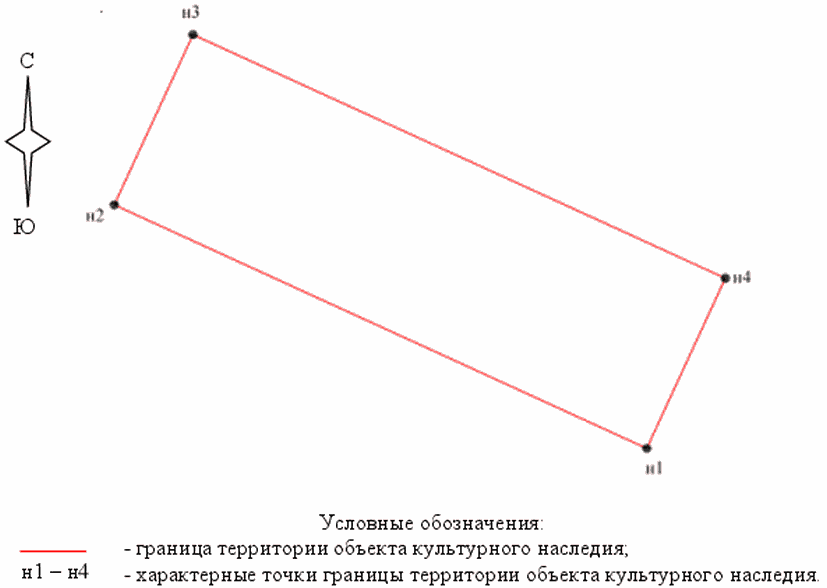 н3
С
Ю
н2
н4
н1
Условные обозначения:
- граница территории объекта культурного наследия;
н1 – н4 - характерные точки границы территории объекта культурного наследия.